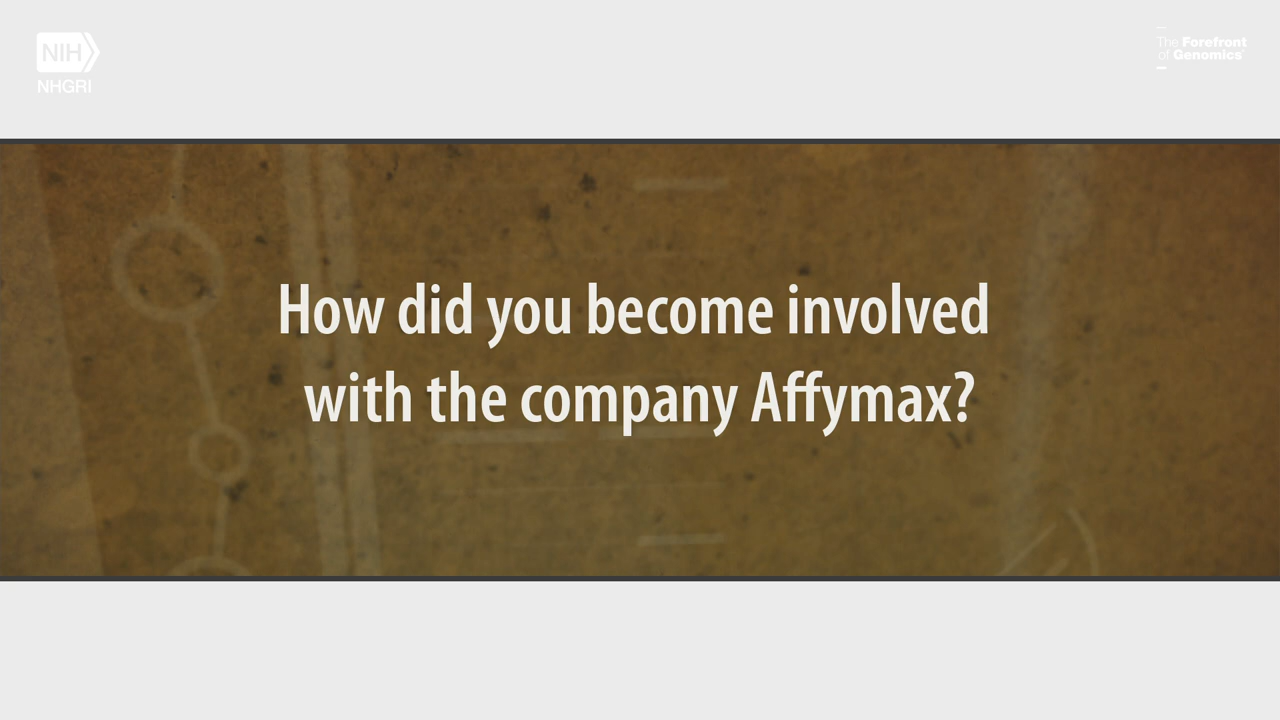 NIH
NHGRI
The Forefront
of Genomics
How did you become involved
with the company Affymax?